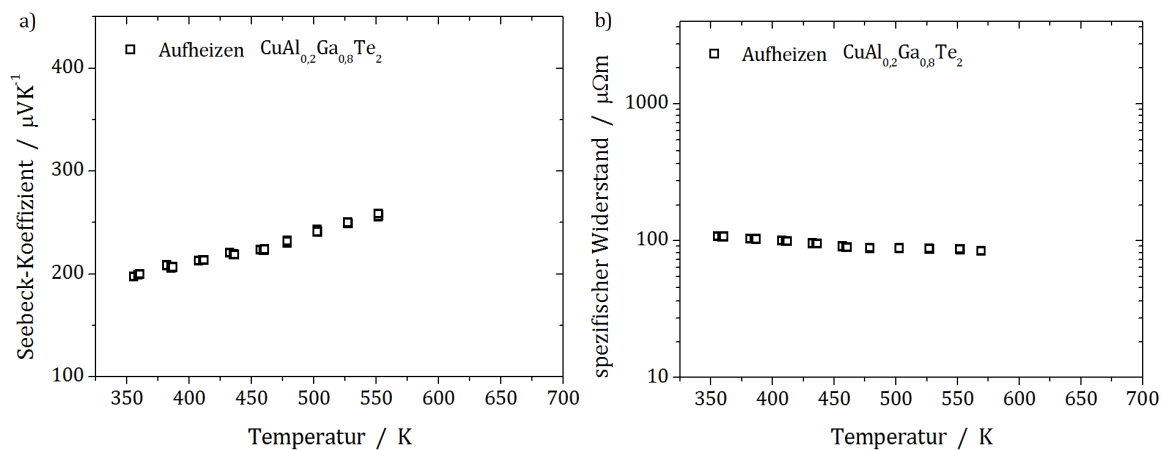 a)
Aufheizen CuAl0,2Ga0,8Te2
Seebeck-Koeffizient / µVK-1
400
300
200
100
350 400 450 500 550 600 650 700
Temperatur / K
b)
Aufheizen CuAl0,2Ga0,8Te2
spezifischer Widerstand / µΩm
1000
100
10
350 400 450 500 550 600 650 700
Temperatur / K